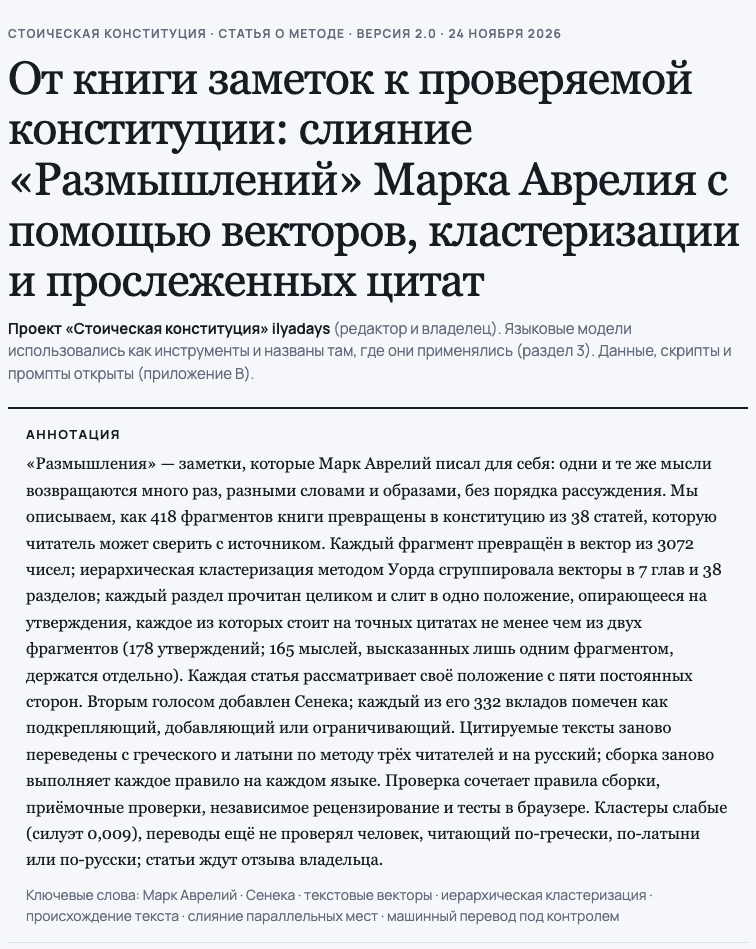 СТОИЧЕСКАЯ КОНСТИТУЦИЯ · СТАТЬЯ О МЕТОДЕ · ВЕРСИЯ 2.0 · 24 НОЯБРЯ 2026
От книги заметок к проверяемой
конституции: слияние
«Размышлений» Марка Аврелия с
помощью векторов, кластеризации
и прослеженных цитат
Проект «Стоическая конституция» ilyadays (редактор и владелец). Языковые модели
использовались как инструменты и названы там, где они применялись (раздел 3). Данные, скрипты и
промпты открыты (приложение B).
АННОТАЦИЯ
«Размышления» — заметки, которые Марк Аврелий писал для себя: одни и те же мысли
возвращаются много раз, разными словами и образами, без порядка рассуждения. Мы
описываем, как 418 фрагментов книги превращены в конституцию из 38 статей, которую
читатель может сверить с источником. Каждый фрагмент превращён в вектор из 3072
чисел; иерархическая кластеризация методом Уорда сгруппировала векторы в 7 глав и 38
разделов; каждый раздел прочитан целиком и слит в одно положение, опирающееся на
утверждения, каждое из которых стоит на точных цитатах не менее чем из двух
фрагментов (178 утверждений; 165 мыслей, высказанных лишь одним фрагментом,
держатся отдельно). Каждая статья рассматривает своё положение с пяти постоянных
сторон. Вторым голосом добавлен Сенека; каждый из его 332 вкладов помечен как
подкрепляющий, добавляющий или ограничивающий. Цитируемые тексты заново
переведены с греческого и латыни по методу трёх читателей и на русский; сборка заново
выполняет каждое правило на каждом языке. Проверка сочетает правила сборки,
приёмочные проверки, независимое рецензирование и тесты в браузере. Кластеры слабые
(силуэт 0,009), переводы ещё не проверял человек, читающий по-гречески, по-латыни
или по-русски; статьи ждут отзыва владельца.
Ключевые слова: Марк Аврелий · Сенека · текстовые векторы · иерархическая кластеризация ·
происхождение текста · слияние параллельных мест · машинный перевод под контролем